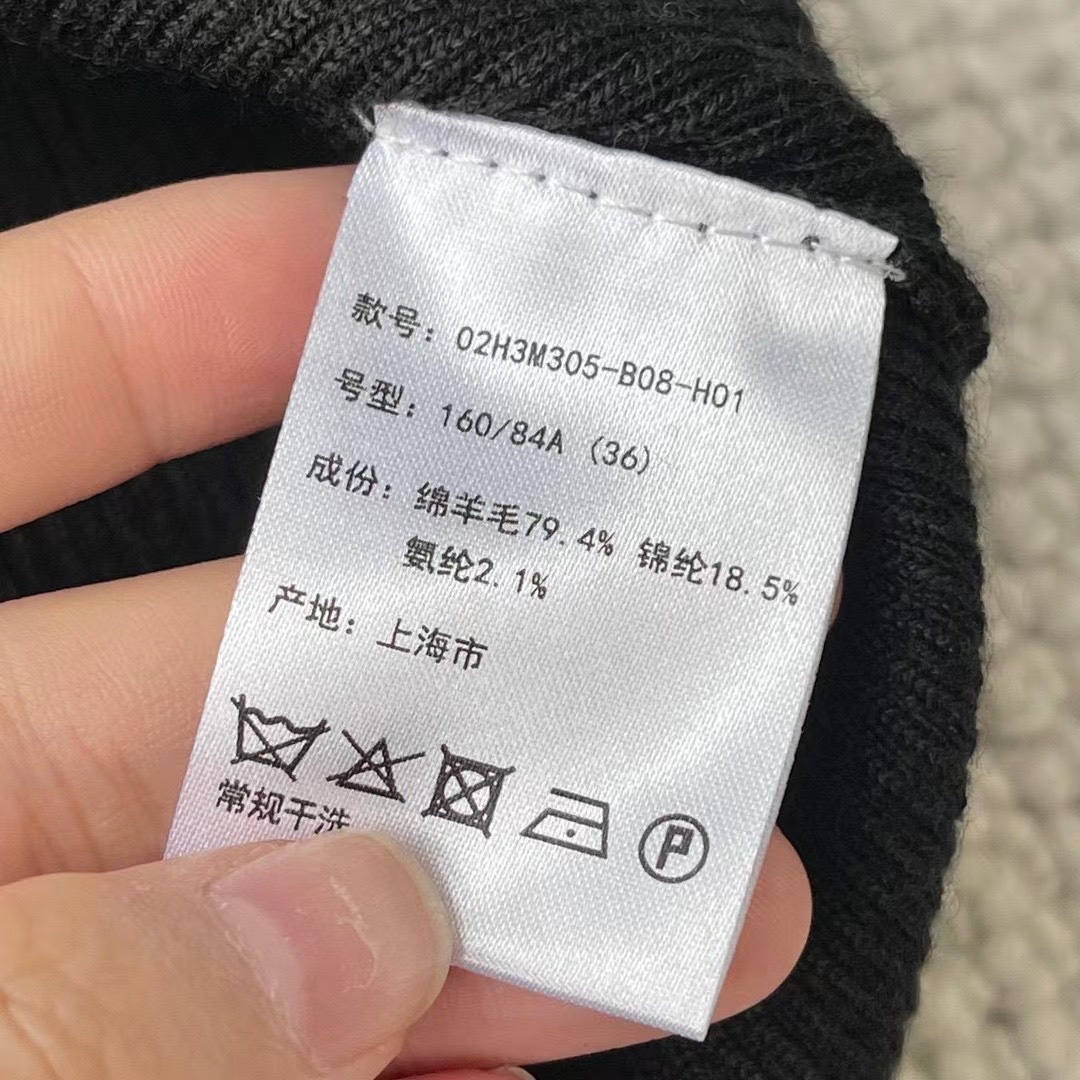 款号：02H3M305-B08-H01
号型：160/84A (36)
成份：绵羊毛79.4% 锦纶18.5%
氨纶2.1%
产地：上海市
P
常规干洗